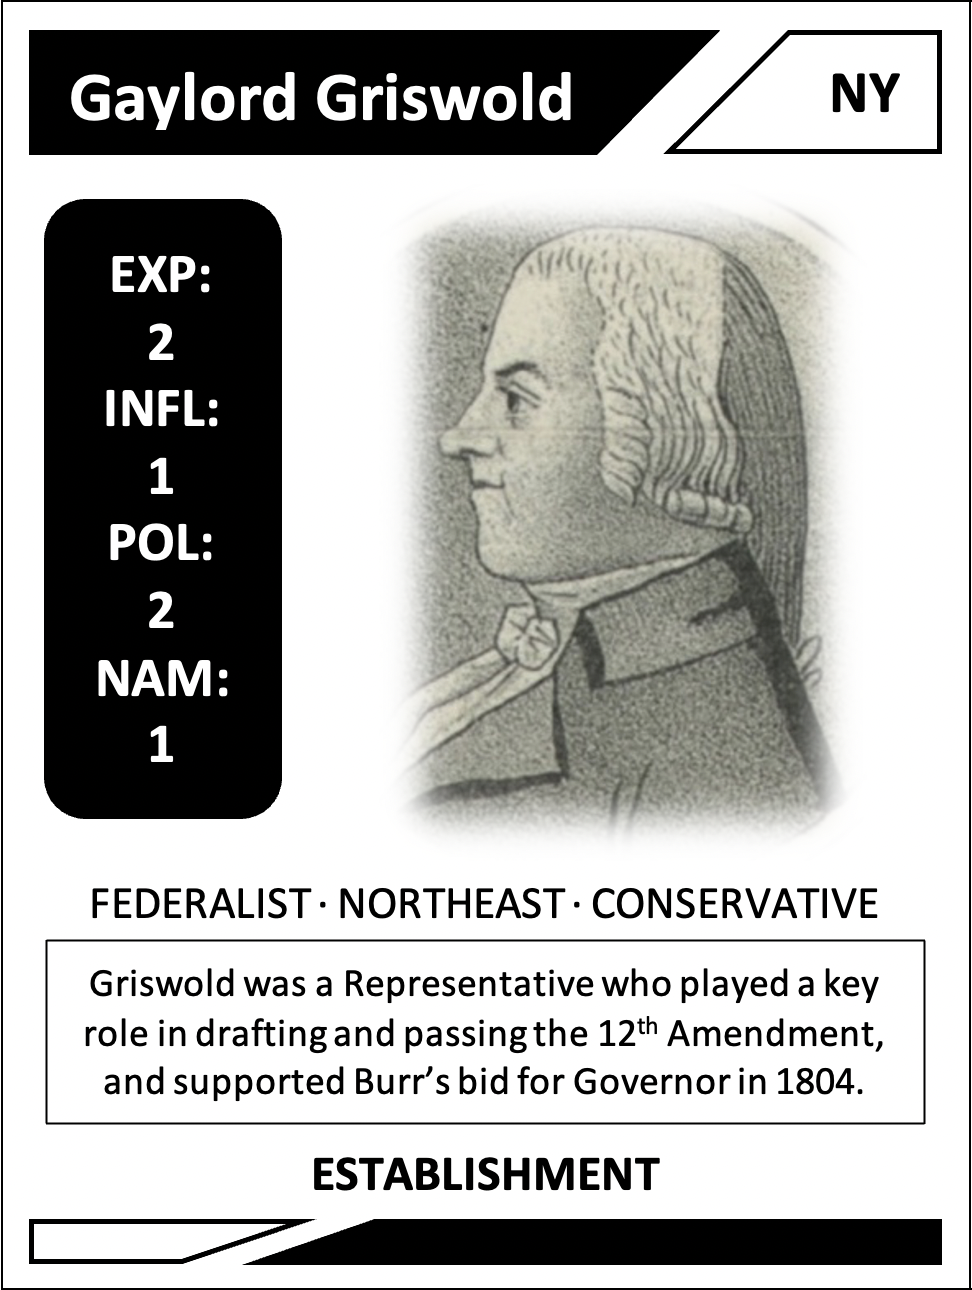 Gaylord Griswold
NY
EXP:
2
INFL:
1
POL:
2
NAM:
1
FEDERALIST · NORTHEAST · CONSERVATIVE
Griswold was a Representative who played a key
role in drafting and passing the 12th Amendment,
and supported Burr’s bid for Governor in 1804.
ESTABLISHMENT